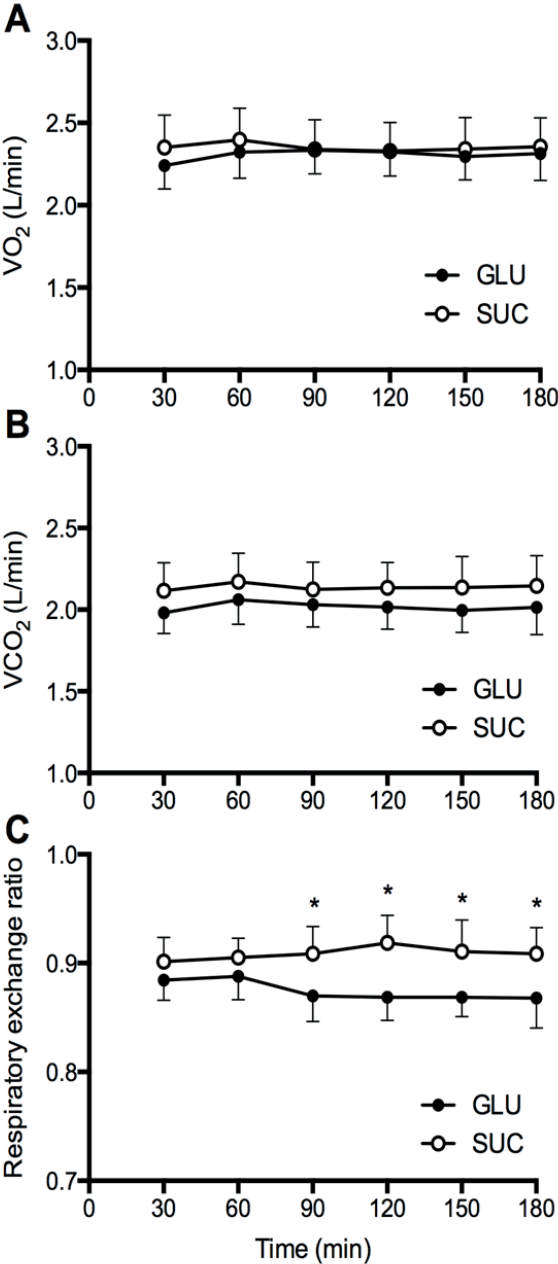 A
3.0
2.5
2.0
1.5
1.0
VO2 (L/min)
GLU
SUC
0 30 60 90 120 150 180
B
3.0
2.5
2.0
1.5
1.0
VCO2 (L/min)
GLU
SUC
0 30 60 90 120 150 180
C
1.0
0.9
0.8
0.7
Respiratory exchange ratio
* * * *
GLU
SUC
0 30 60 90 120 150 180
Time (min)